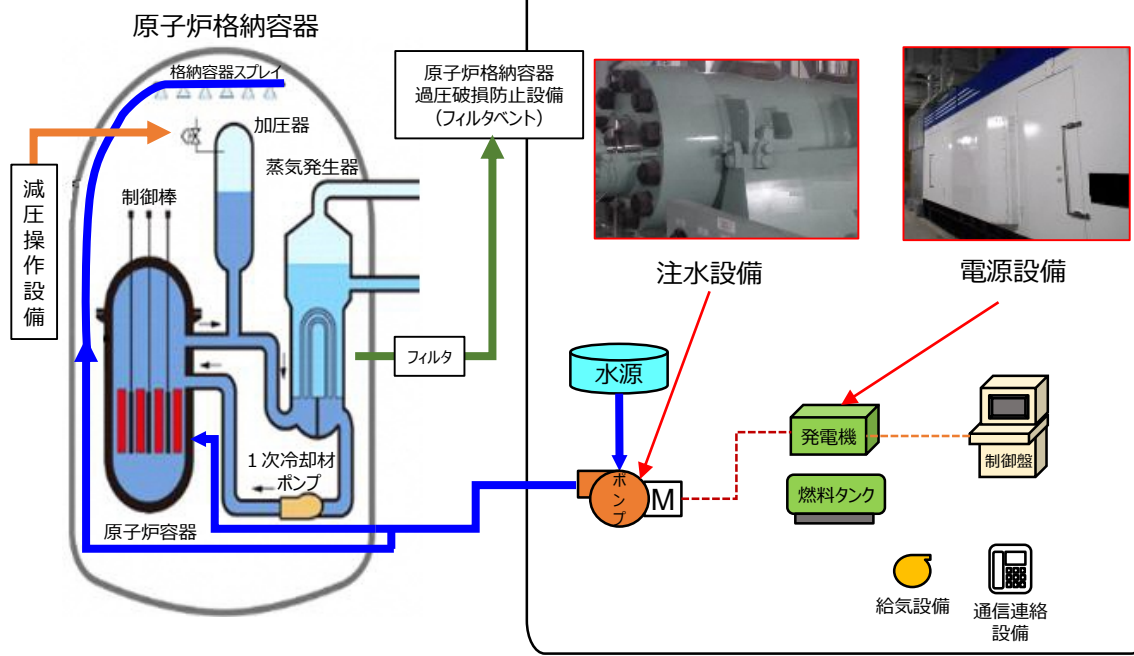 原子炉格納容器
格納容器スプレイ
加圧器
蒸気発生器
制御棒
減
圧
操
作
設
備
原子炉格納容器
過圧破損防止設備
(フィルタベント)
フィルタ
1次冷却材
ポンプ
原子炉容器
注水設備
電源設備
水源
ポ
ン
プ
M
発電機
制御盤
燃料タンク
給気設備
通信連絡
設備